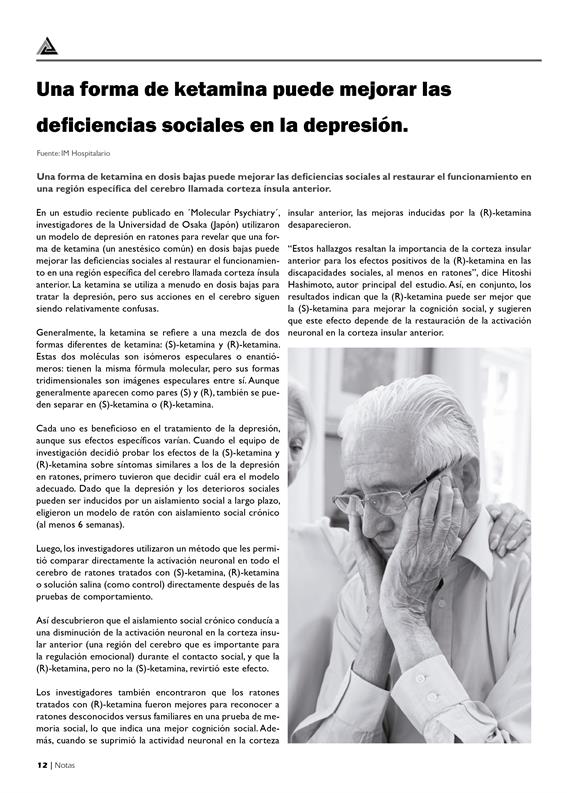 Una forma de ketamina puede mejorar las
deficiencias sociales en la depresión.
Fuente: IM Hospitalario
Una forma de ketamina en dosis bajas puede mejorar las deficiencias sociales al restaurar el funcionamiento en
una región específica del cerebro llamada corteza ínsula anterior.
En un estudio reciente publicado en ´Molecular Psychiatry´,
investigadores de la Universidad de Osaka (Japón) utilizaron
un modelo de depresión en ratones para revelar que una for-
ma de ketamina (un anestésico común) en dosis bajas puede
mejorar las deficiencias sociales al restaurar el funcionamien-
to en una región específica del cerebro llamada corteza ínsula
anterior. La ketamina se utiliza a menudo en dosis bajas para
tratar la depresión, pero sus acciones en el cerebro siguen
siendo relativamente confusas.
Generalmente, la ketamina se refiere a una mezcla de dos
formas diferentes de ketamina: (S)-ketamina y (R)-ketamina.
Estas dos moléculas son isómeros especulares o enantió-
meros: tienen la misma fórmula molecular, pero sus formas
tridimensionales son imágenes especulares entre sí. Aunque
generalmente aparecen como pares (S) y (R), también se pue-
den separar en (S)-ketamina o (R)-ketamina.
Cada uno es beneficioso en el tratamiento de la depresión,
aunque sus efectos específicos varían. Cuando el equipo de
investigación decidió probar los efectos de la (S)-ketamina y
(R)-ketamina sobre síntomas similares a los de la depresión
en ratones, primero tuvieron que decidir cuál era el modelo
adecuado. Dado que la depresión y los deterioros sociales
pueden ser inducidos por un aislamiento social a largo plazo,
eligieron un modelo de ratón con aislamiento social crónico
(al menos 6 semanas).
Luego, los investigadores utilizaron un método que les permi-
tió comparar directamente la activación neuronal en todo el
cerebro de ratones tratados con (S)-ketamina, (R)-ketamina
o solución salina (como control) directamente después de las
pruebas de comportamiento.
Así descubrieron que el aislamiento social crónico conducía a
una disminución de la activación neuronal en la corteza insu-
lar anterior (una región del cerebro que es importante para
la regulación emocional) durante el contacto social, y que la
(R)-ketamina, pero no la (S)-ketamina, revirtió este efecto.
Los investigadores también encontraron que los ratones
tratados con (R)-ketamina fueron mejores para reconocer a
ratones desconocidos versus familiares en una prueba de me-
moria social, lo que indica una mejor cognición social. Ade-
más, cuando se suprimió la actividad neuronal en la corteza
insular anterior, las mejoras inducidas por la (R)-ketamina
desaparecieron.
“Estos hallazgos resaltan la importancia de la corteza insular
anterior para los efectos positivos de la (R)-ketamina en las
discapacidades sociales, al menos en ratones”, dice Hitoshi
Hashimoto, autor principal del estudio. Así, en conjunto, los
resultados indican que la (R)-ketamina puede ser mejor que
la (S)-ketamina para mejorar la cognición social, y sugieren
que este efecto depende de la restauración de la activación
neuronal en la corteza insular anterior.
12 | Notas